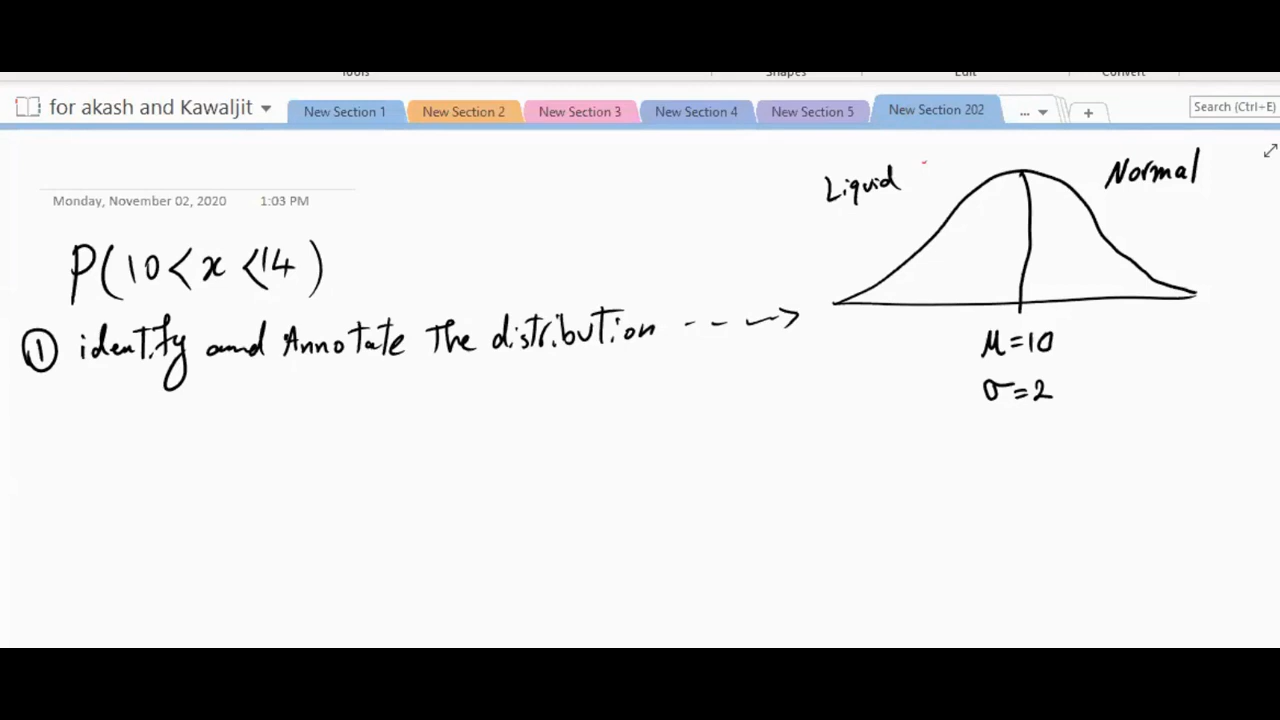 Tools Shapes Edit Convert
for akash and Kawaljit New Section 1 New Section 2 New Section 3 New Section 4 New Section 5 New Section 202 ... + Search (Ctrl+E)
Monday, November 02, 2020 1:03 PM
Liquid Normal
P(10<x<14)
① identify and Annotate The distribution - - - ->
μ=10
σ=2